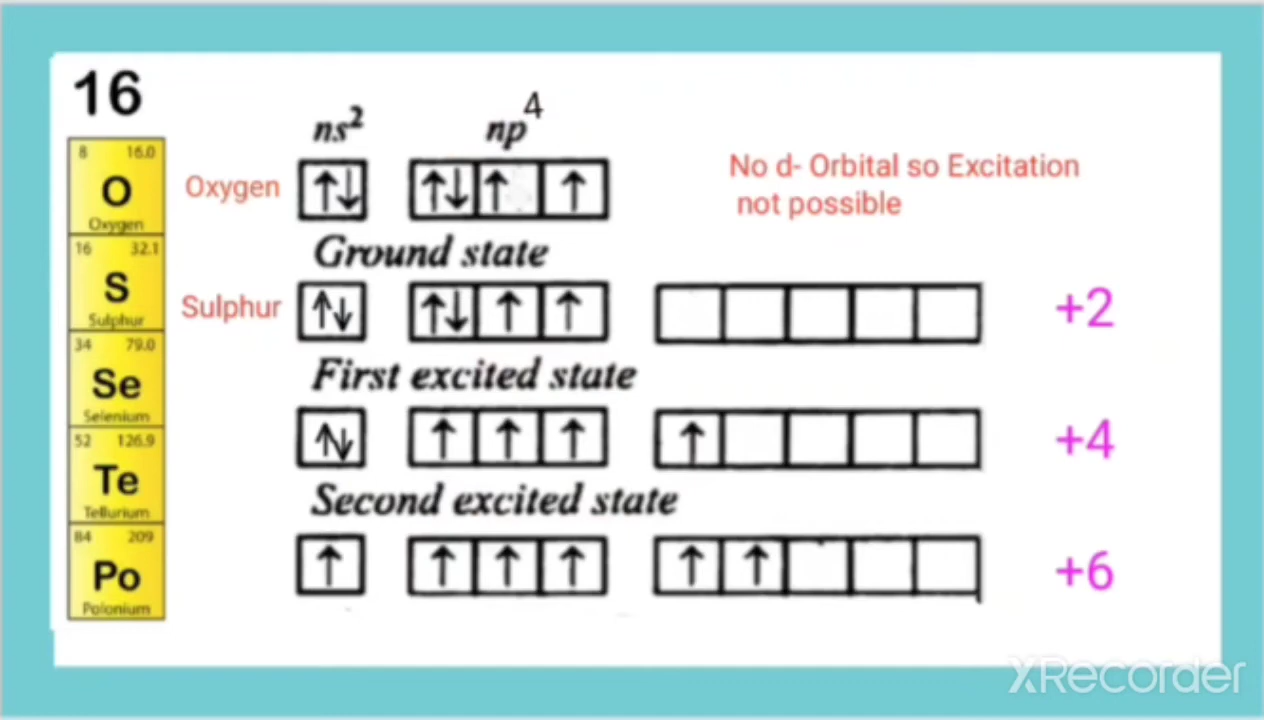 16
ns² np⁴
8 16.0
O
Oxygen
Oxygen
No d- Orbital so Excitation
not possible
Ground state
16 32.1
S
Sulphur
Sulphur
+2
First excited state
34 79.0
Se
Selenium
+4
Second excited state
52 126.9
Te
Tellurium
84 209
Po
Polonium
+6
XRecorder